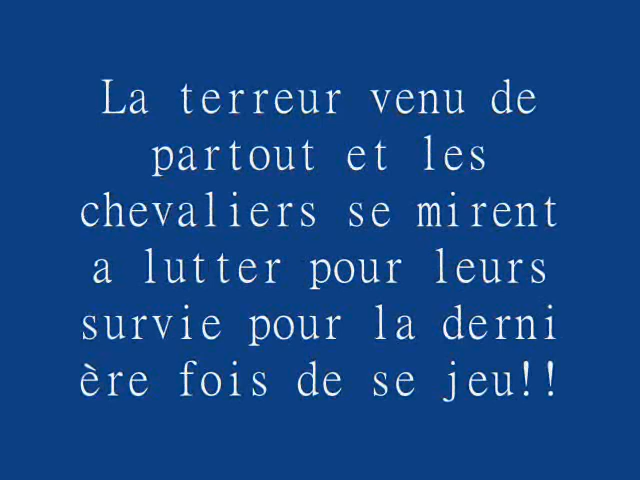 La terreur venu de
partout et les
chevaliers se mirent
a lutter pour leurs
survie pour la derni
ère fois de se jeu!!